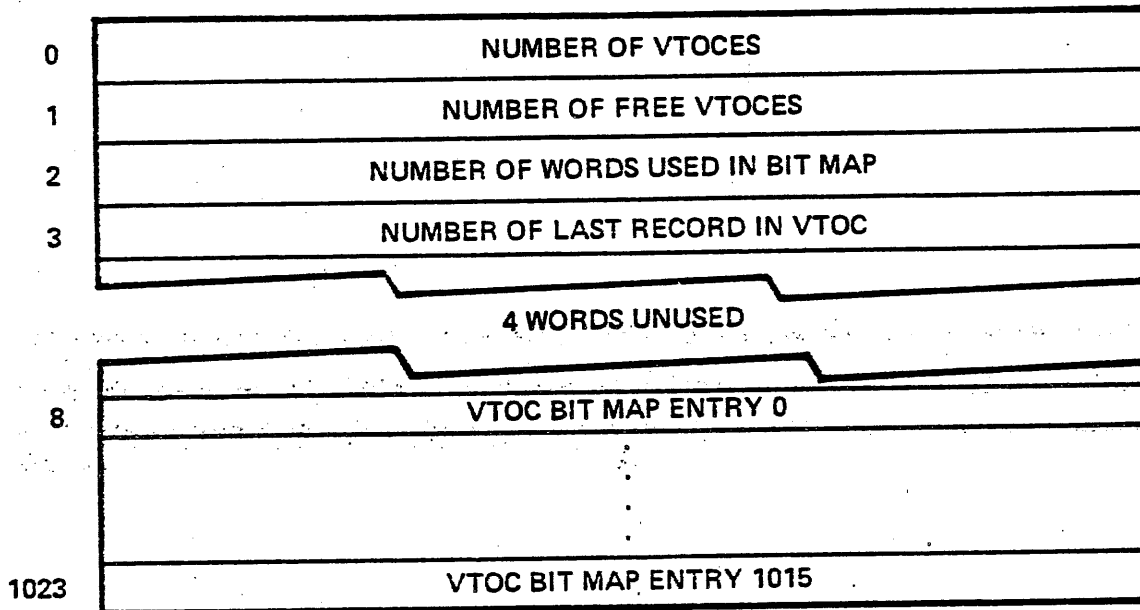 0 NUMBER OF VTOCES
1 NUMBER OF FREE VTOCES
2 NUMBER OF WORDS USED IN BIT MAP
3 NUMBER OF LAST RECORD IN VTOC
4 WORDS UNUSED
8 VTOC BIT MAP ENTRY 0
1023 VTOC BIT MAP ENTRY 1015